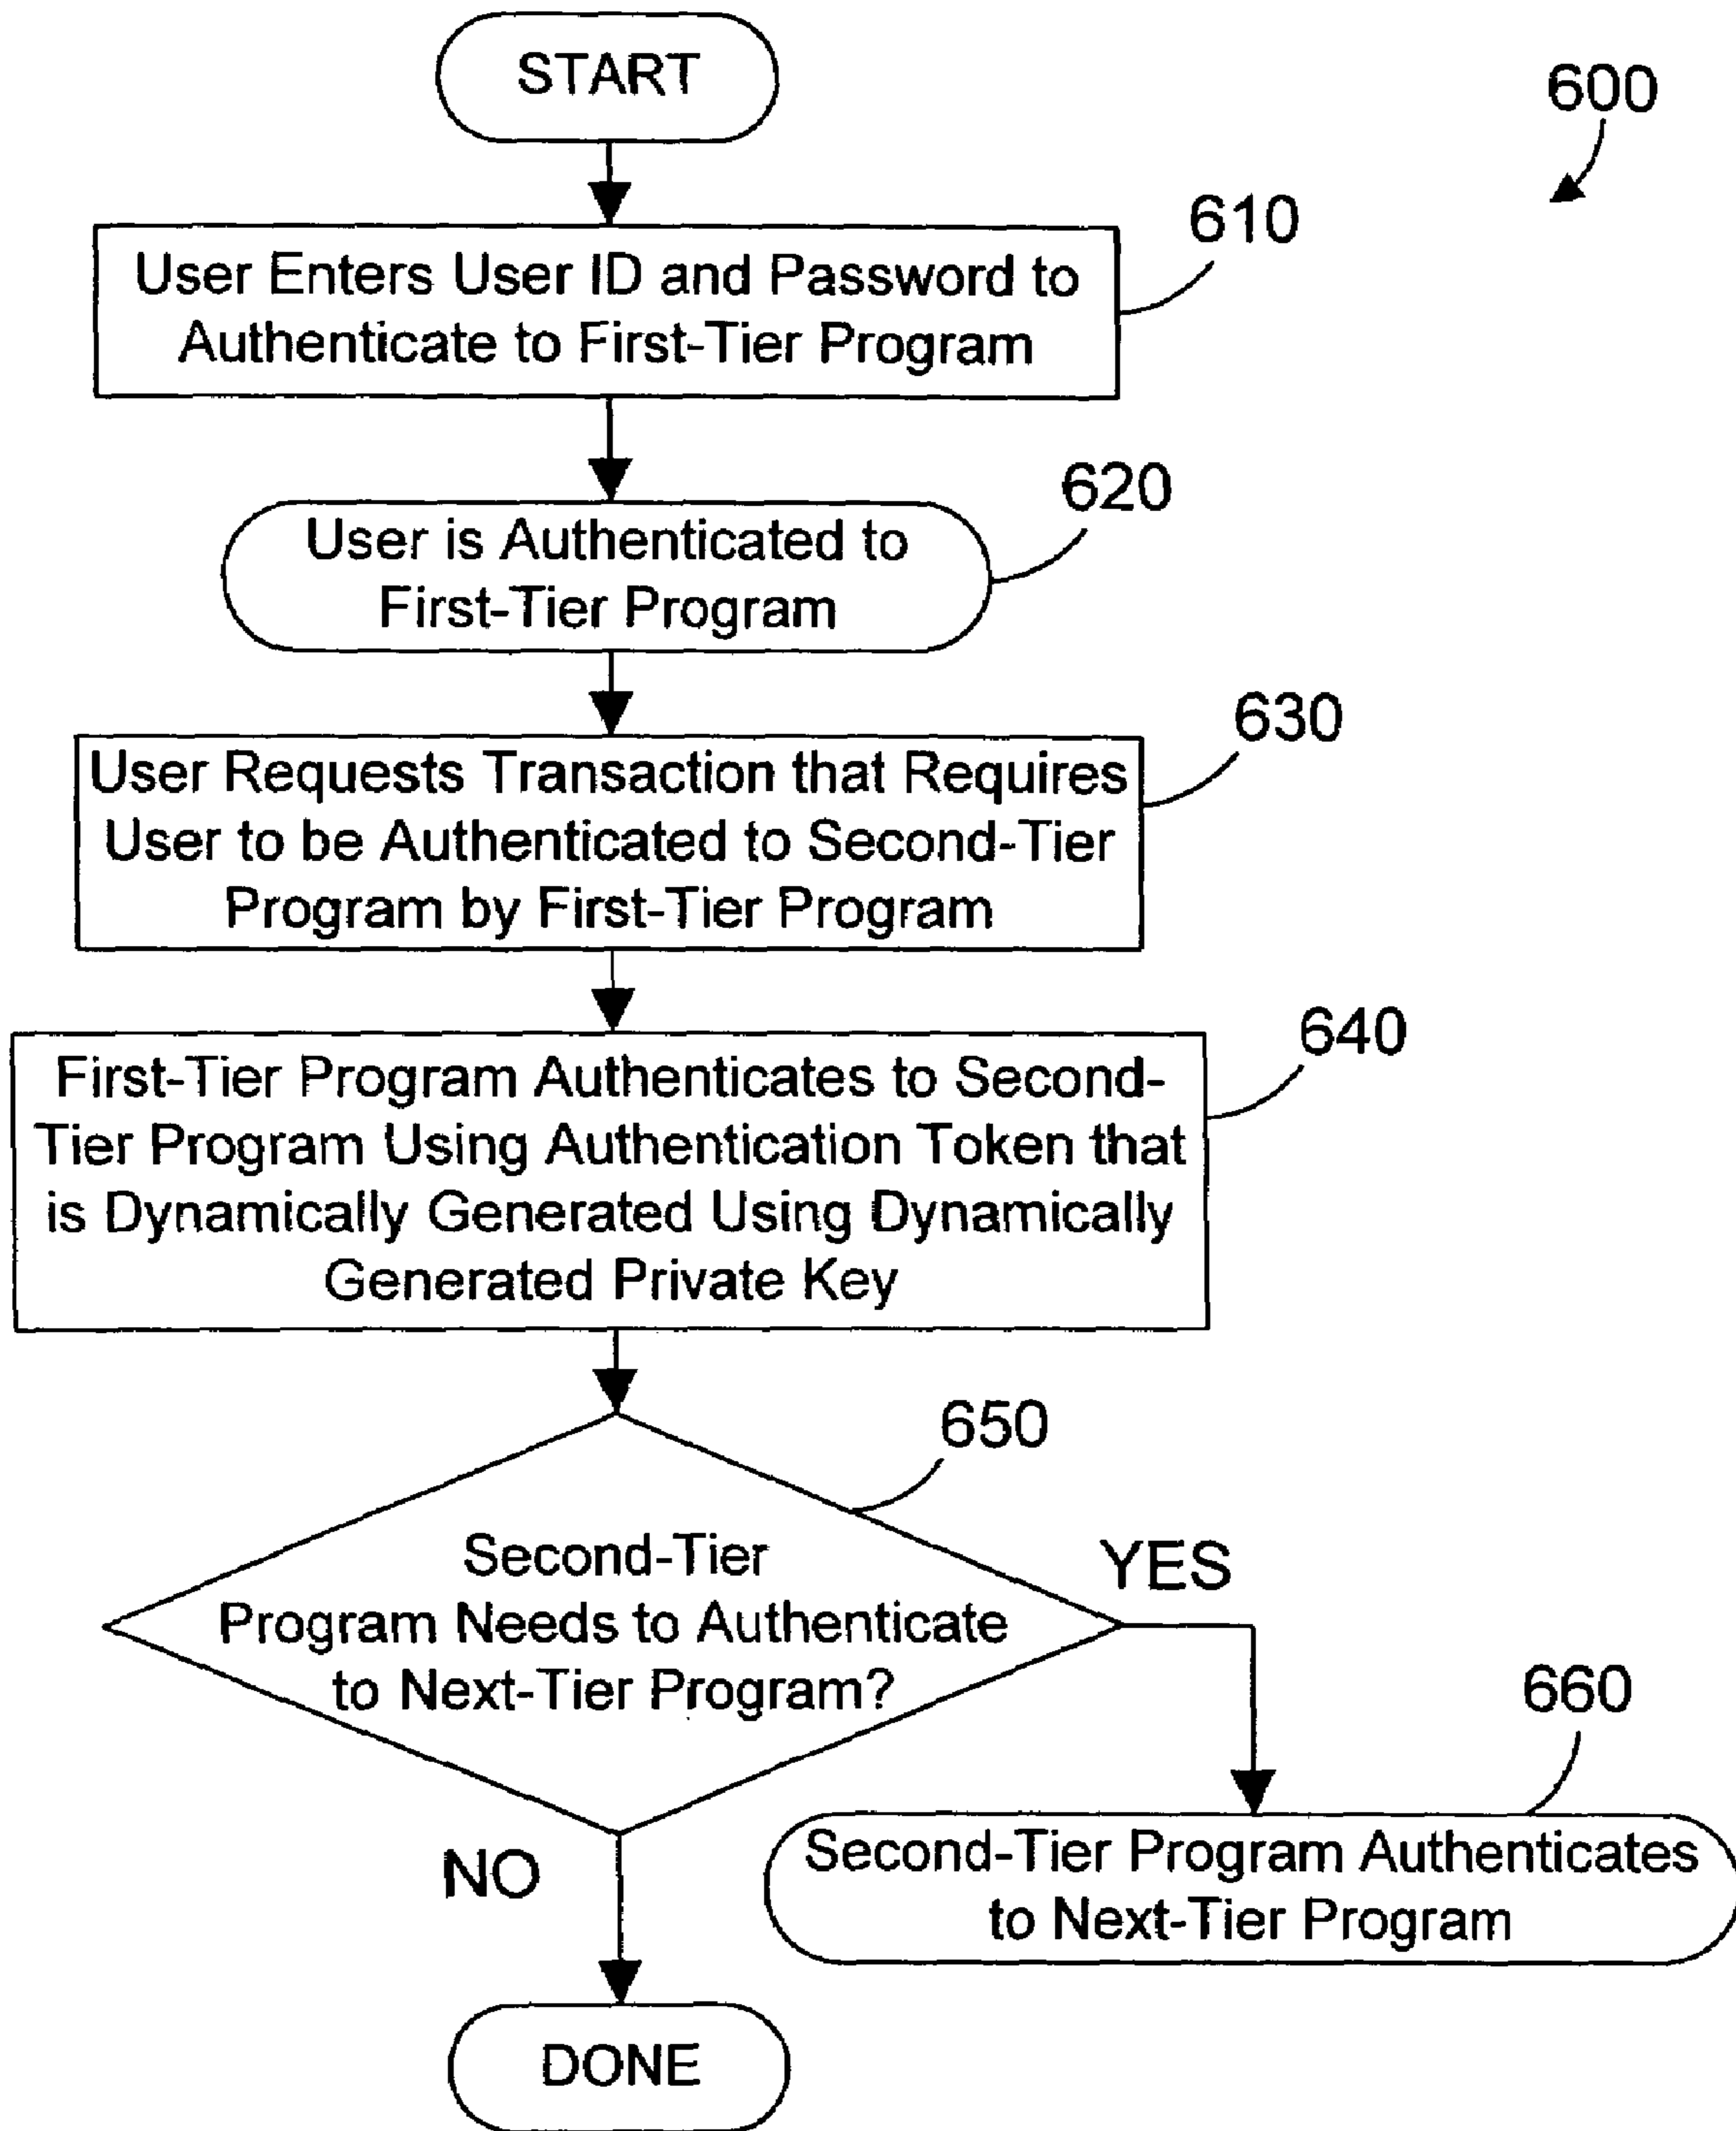 START
600
610
User Enters User ID and Password to
Authenticate to First-Tier Program
620
User is Authenticated to
First-Tier Program
630
User Requests Transaction that Requires
User to be Authenticated to Second-Tier
Program by First-Tier Program
640
First-Tier Program Authenticates to Second-
Tier Program Using Authentication Token that
is Dynamically Generated Using Dynamically
Generated Private Key
650
Second-Tier
Program Needs to Authenticate
to Next-Tier Program?
YES
660
Second-Tier Program Authenticates
to Next-Tier Program
NO
DONE